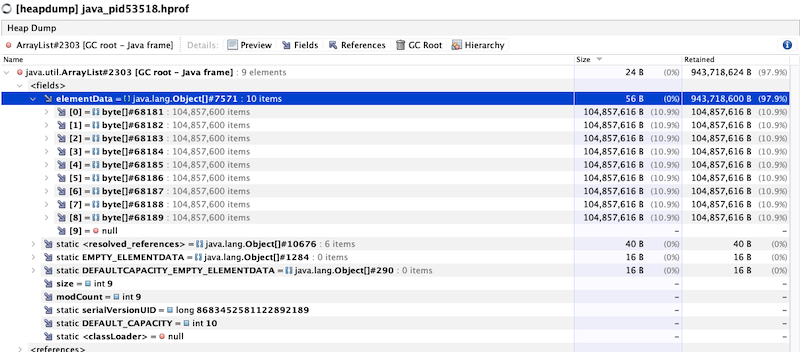 [heapdump] java_pid53518.hprof
Heap Dump
ArrayList#2303 [GC root - Java frame] Details: Preview Fields References GC Root Hierarchy
Name Size Retained
java.util.ArrayList#2303 [GC root - Java frame] : 9 elements 24 B (0%) 943,718,624 B (97.9%)
<fields>
elementData = java.lang.Object[]#7571 : 10 items 56 B (0%) 943,718,600 B (97.9%)
[0] = byte[]#68181 : 104,857,600 items 104,857,616 B (10.9%) 104,857,616 B (10.9%)
[1] = byte[]#68182 : 104,857,600 items 104,857,616 B (10.9%) 104,857,616 B (10.9%)
[2] = byte[]#68183 : 104,857,600 items 104,857,616 B (10.9%) 104,857,616 B (10.9%)
[3] = byte[]#68184 : 104,857,600 items 104,857,616 B (10.9%) 104,857,616 B (10.9%)
[4] = byte[]#68185 : 104,857,600 items 104,857,616 B (10.9%) 104,857,616 B (10.9%)
[5] = byte[]#68186 : 104,857,600 items 104,857,616 B (10.9%) 104,857,616 B (10.9%)
[6] = byte[]#68187 : 104,857,600 items 104,857,616 B (10.9%) 104,857,616 B (10.9%)
[7] = byte[]#68188 : 104,857,600 items 104,857,616 B (10.9%) 104,857,616 B (10.9%)
[8] = byte[]#68189 : 104,857,600 items 104,857,616 B (10.9%) 104,857,616 B (10.9%)
[9] = null – –
static <resolved_references> = java.lang.Object[]#10676 : 6 items 40 B (0%) 40 B (0%)
static EMPTY_ELEMENTDATA = java.lang.Object[]#1284 : 0 items 16 B (0%) 16 B (0%)
static DEFAULTCAPACITY_EMPTY_ELEMENTDATA = java.lang.Object[]#290 : 0 items 16 B (0%) 16 B (0%)
size = int 9 – –
modCount = int 9 – –
static serialVersionUID = long 8683452581122892189 – –
static DEFAULT_CAPACITY = int 10 – –
static <classLoader> = null – –
<references>